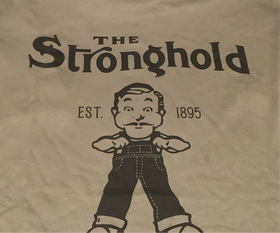 THE
Stronghold
EST. 1895